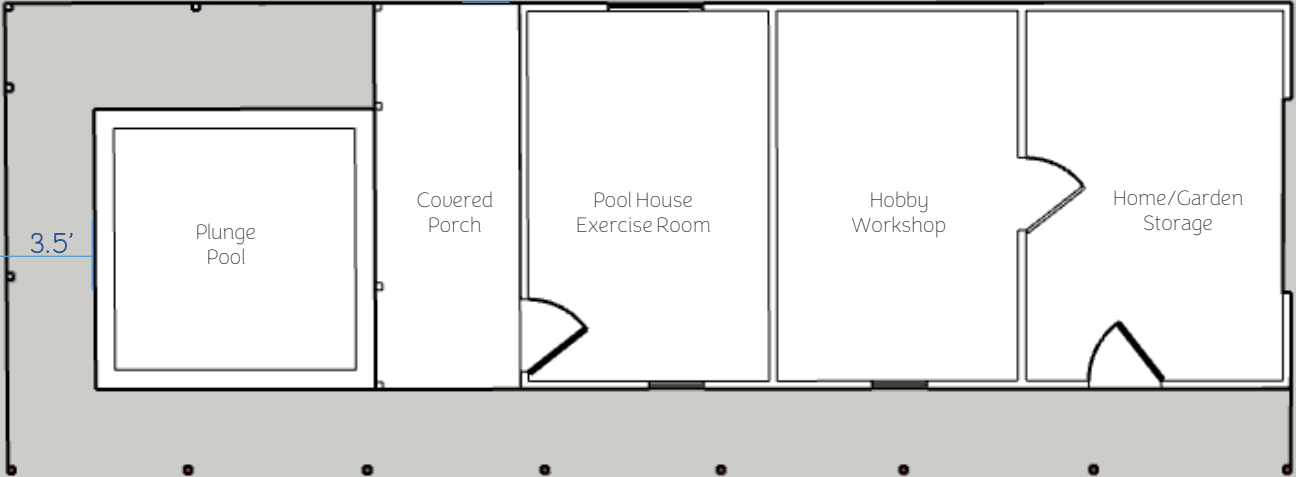 3.5'
Plunge
Pool
Covered
Porch
Pool House
Exercise Room
Hobby
Workshop
Home/Garden
Storage